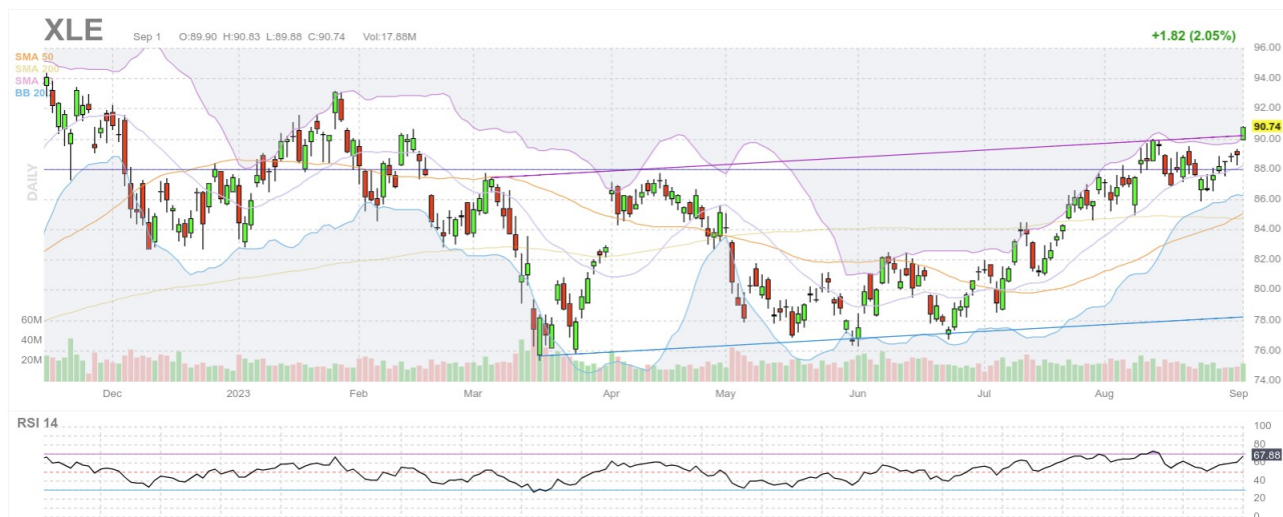 XLE Sep 1 O:89.90 H:90.83 L:89.88 C:90.74 Vol:17.88M +1.82 (2.05%)
SMA 50
SMA 200
SMA
BB 20
DAILY
96.00
94.00
92.00
90.74
90.00
88.00
86.00
84.00
82.00
80.00
78.00
76.00
74.00
60M
40M
20M
Dec 2023 Feb Mar Apr May Jun Jul Aug Sep
RSI 14
100
80
67.88
60
40
20
0